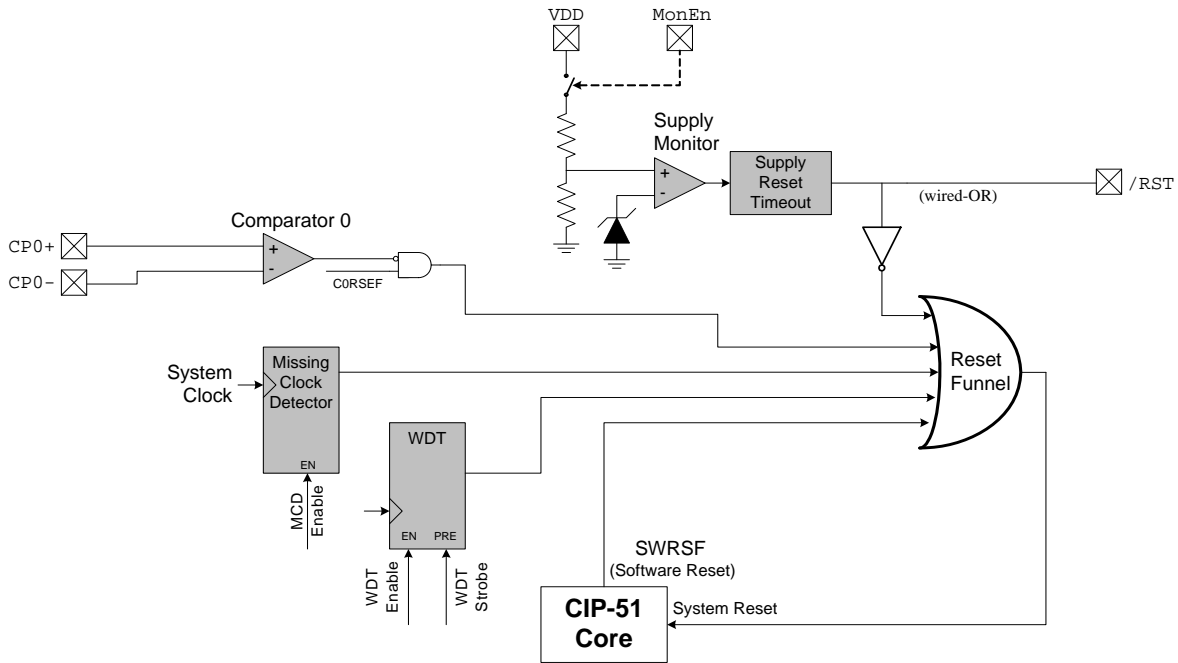 VDD
MonEn
Supply
Monitor
+
-
Supply
Reset
Timeout
(wired-OR)
/RST
Comparator 0
CP0+
CP0-
+
-
C0RSEF
Reset
Funnel
System
Clock
Missing
Clock
Detector
EN
MCD
Enable
WDT
EN
PRE
WDT
Enable
WDT
Strobe
SWRSF
(Software Reset)
CIP-51
Core
System Reset